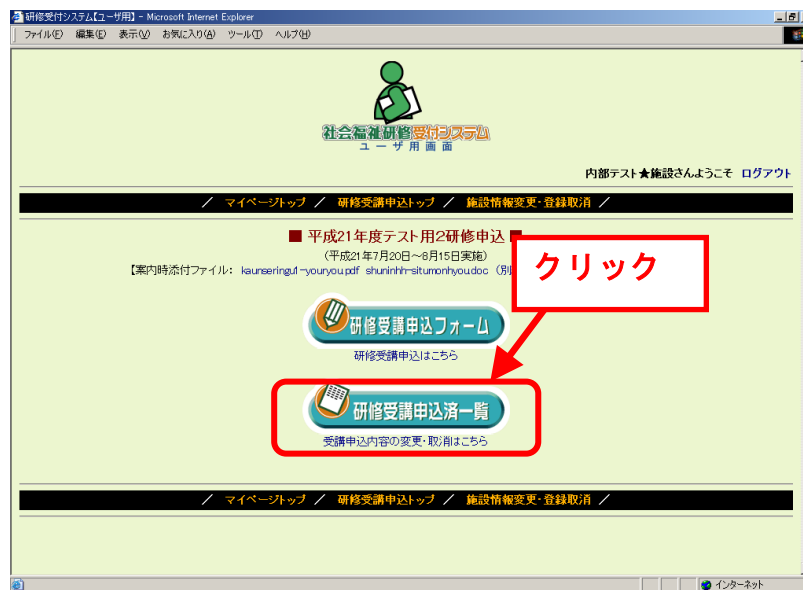 研修受付システム【ユーザ用】 - Microsoft Internet Explorer
ファイル(F) 編集(E) 表示(V) お気に入り(A) ツール(T) ヘルプ(H)
社会福祉研修受付システム
ユーザ用画面
内部テスト★施設さんようこそ ログアウト
／ マイページトップ ／ 研修受講申込トップ ／ 施設情報変更・登録取消 ／
■ 平成21年度テスト用2研修申込 ■
(平成21年7月20日～8月15日実施)
【案内時添付ファイル： kaunseringu1-youryou.pdf shuninhh-situmonhyou.doc （別
クリック
研修受講申込フォーム
研修受講申込はこちら
研修受講申込済一覧
受講申込内容の変更・取消はこちら
／ マイページトップ ／ 研修受講申込トップ ／ 施設情報変更・登録取消 ／
インターネット